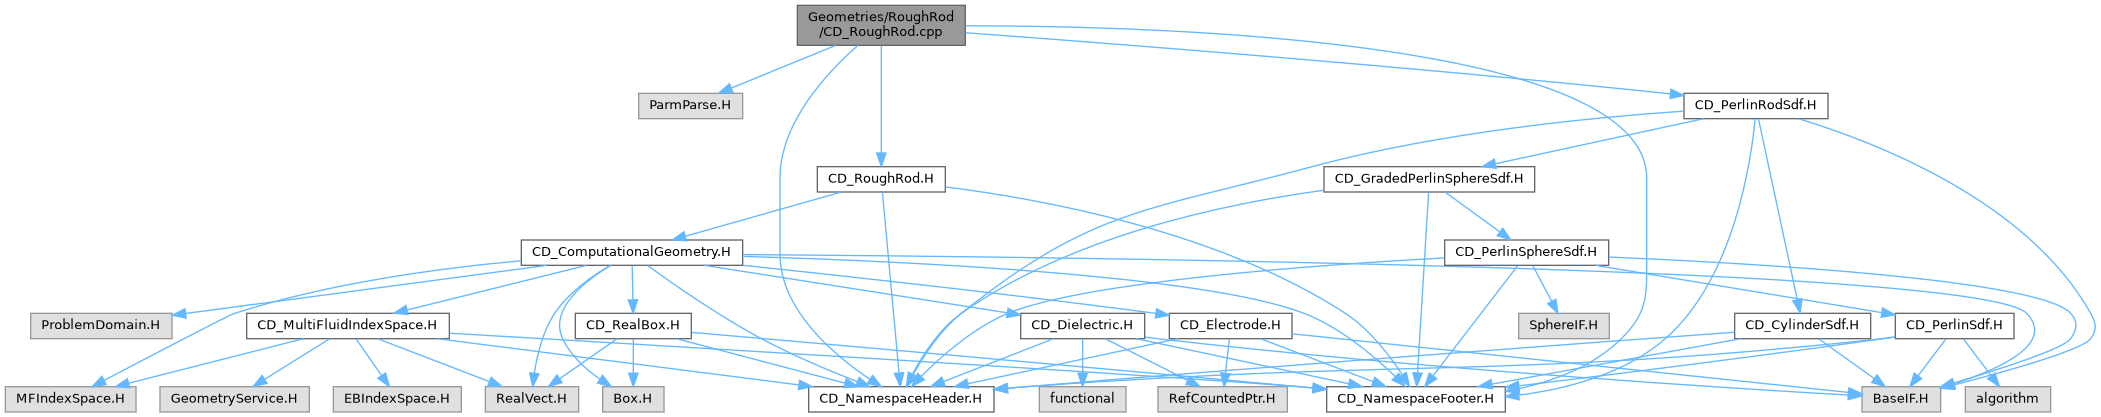 Geometries/RoughRod
/CD_RoughRod.cpp
ParmParse.H
CD_PerlinRodSdf.H
CD_RoughRod.H
CD_GradedPerlinSphereSdf.H
CD_ComputationalGeometry.H
CD_PerlinSphereSdf.H
ProblemDomain.H
CD_MultiFluidIndexSpace.H
CD_RealBox.H
CD_Dielectric.H
CD_Electrode.H
SphereIF.H
CD_CylinderSdf.H
CD_PerlinSdf.H
MFIndexSpace.H
GeometryService.H
EBIndexSpace.H
RealVect.H
Box.H
CD_NamespaceHeader.H
functional
RefCountedPtr.H
CD_NamespaceFooter.H
BaseIF.H
algorithm